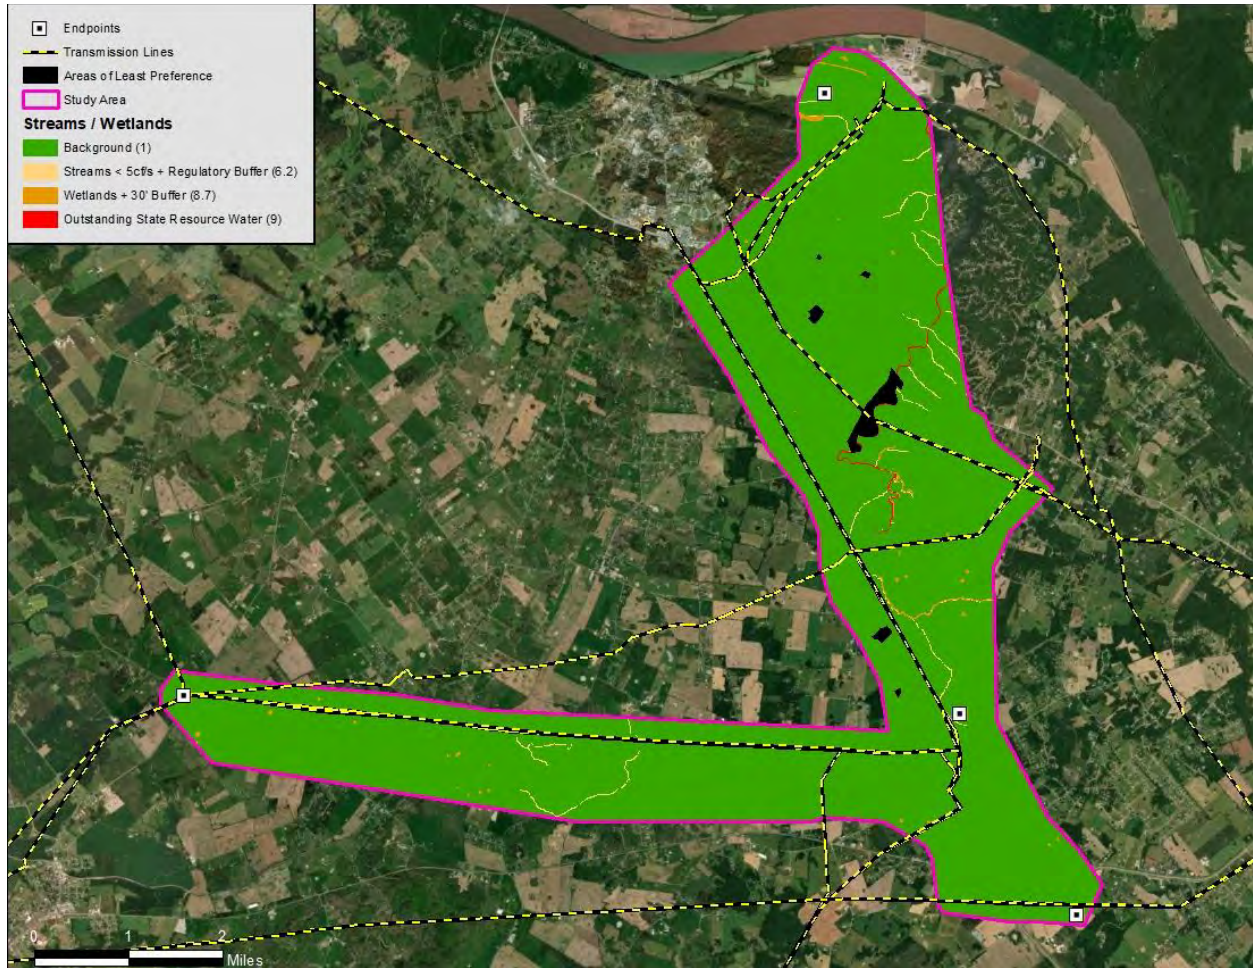 Endpoints
Transmission Lines
Areas of Least Preference
Study Area
Streams / Wetlands
Background (1)
Streams < 5cf/s + Regulatory Buffer (6.2)
Wetlands + 30' Buffer (8.7)
Outstanding State Resource Water (9)
0 1 2
Miles